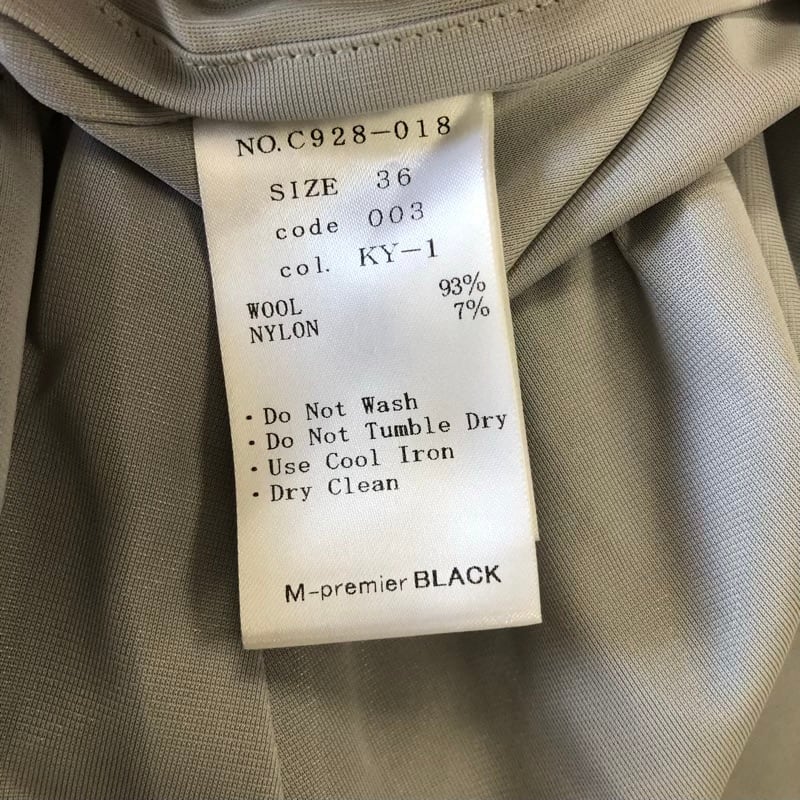 NO.C928-018
SIZE 36
code 003
col. KY-1
WOOL 93%
NYLON 7%
・Do Not Wash
・Do Not Tumble Dry
・Use Cool Iron
・Dry Clean
M-premier BLACK